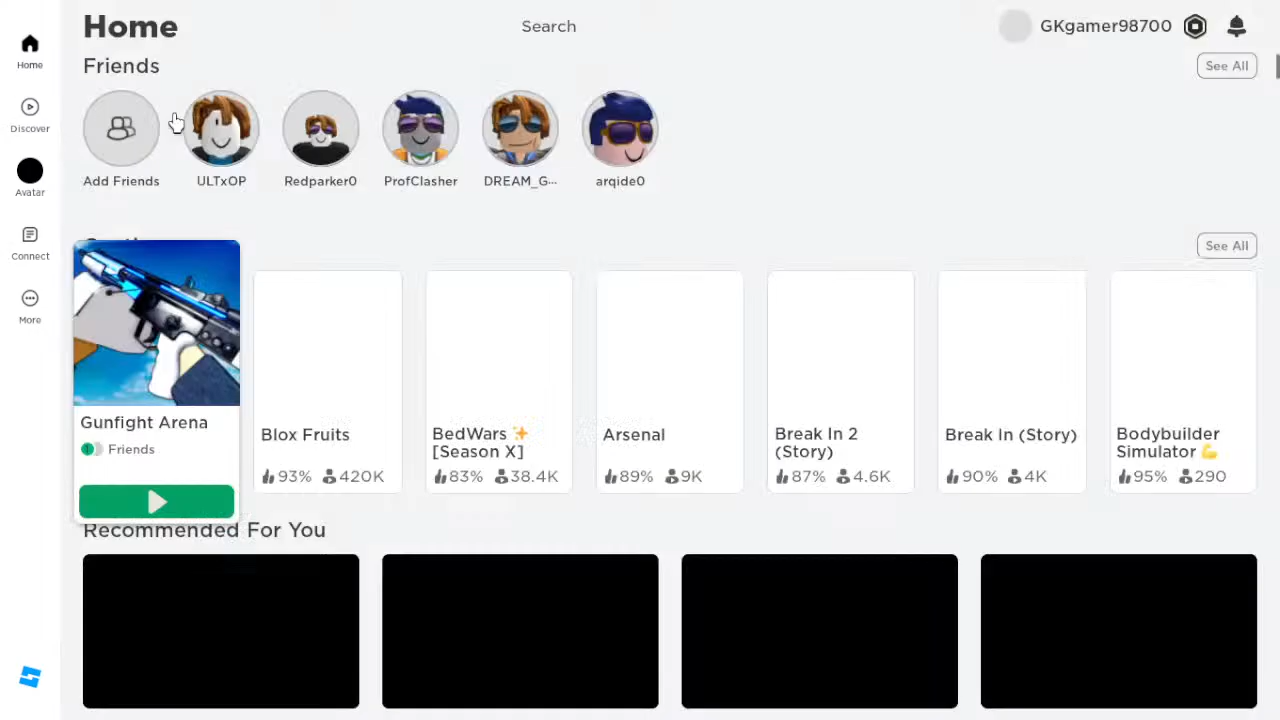 Home
Search
GKgamer98700
Home
Friends
See All
Discover
Add Friends
ULTxOP
Redparker0
ProfClasher
DREAM_G...
arqide0
Avatar
Connect
See All
More
Gunfight Arena
1 Friends
Blox Fruits
93% 420K
BedWars ✨
[Season X]
83% 38.4K
Arsenal
89% 9K
Break In 2
(Story)
87% 4.6K
Break In (Story)
90% 4K
Bodybuilder
Simulator 💪
95% 290
Recommended For You